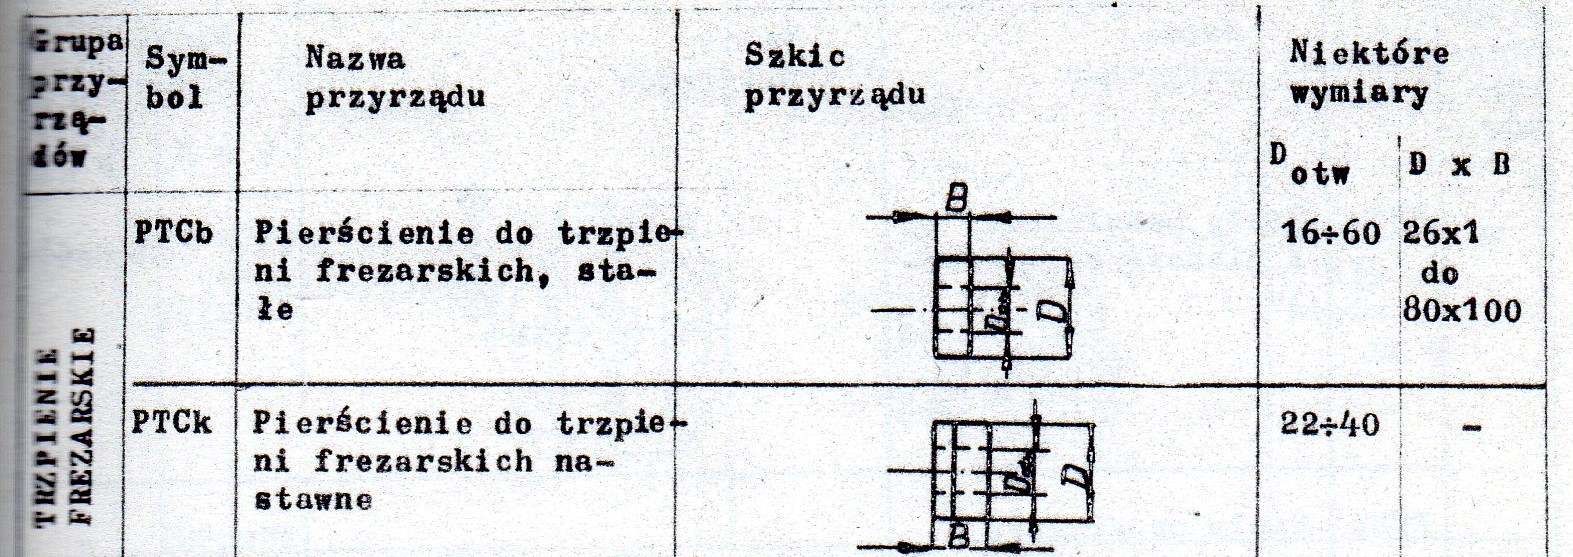 Grupa
przy-
rzą-
dów
Sym-
bol
Nazwa
przyrządu
Szkic
przyrządu
Niektóre
wymiary
D otw
D x B
TRZPIENIE
FREZARSKIE
PTCb
Pierścienie do trzpie-
ni frezarskich, sta-
łe
B
Dotw
D
16÷60
26x1
do
80x100
PTCk
Pierścienie do trzpie-
ni frezarskich na-
stawne
Dotw
D
B
22÷40
-